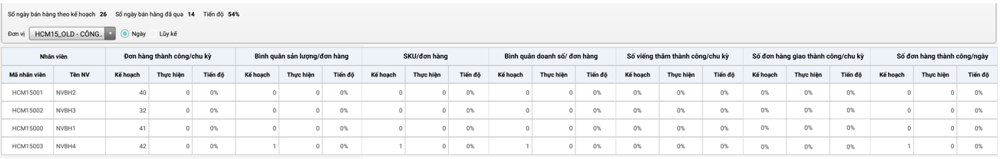 Số ngày bán hàng theo kế hoạch 26 Số ngày bán hàng đã qua 14 Tiến độ 54%
Đơn vị HCM15_OLD - CÔNG.. Ngày Lũy kế
Nhân viên Đơn hàng thành công/chu kỳ Bình quân sản lượng/đơn hàng SKU/đơn hàng Bình quân doanh số/ đơn hàng Số viếng thăm thành công/chu kỳ Số đơn hàng giao thành công/chu kỳ Số đơn hàng thành công/ngày
Mã nhân viên Tên NV Kế hoạch Thực hiện Tiến độ Kế hoạch Thực hiện Tiến độ Kế hoạch Thực hiện Tiến độ Kế hoạch Thực hiện Tiến độ Kế hoạch Thực hiện Tiến độ Kế hoạch Thực hiện Tiến độ Kế hoạch Thực hiện Tiến độ
HCM15001 NVBH2 40 0 0% 0 0 0% 0 0 0% 0 0 0% 0% 0% 0% 0% 0% 0% 0 0 0%
HCM15002 NVBH3 32 0 0% 0 0 0% 0 0 0% 0 0 0% 0% 0% 0% 0% 0% 0% 0 0 0%
HCM15000 NVBH1 41 0 0% 0 0 0% 0 0 0% 0 0 0% 0% 0% 0% 0% 0% 0% 0 0 0%
HCM15003 NVBH4 42 0 0% 1 0 0% 1 0 0% 1 0 0% 0% 0% 0% 0% 0% 0% 1 0 0%